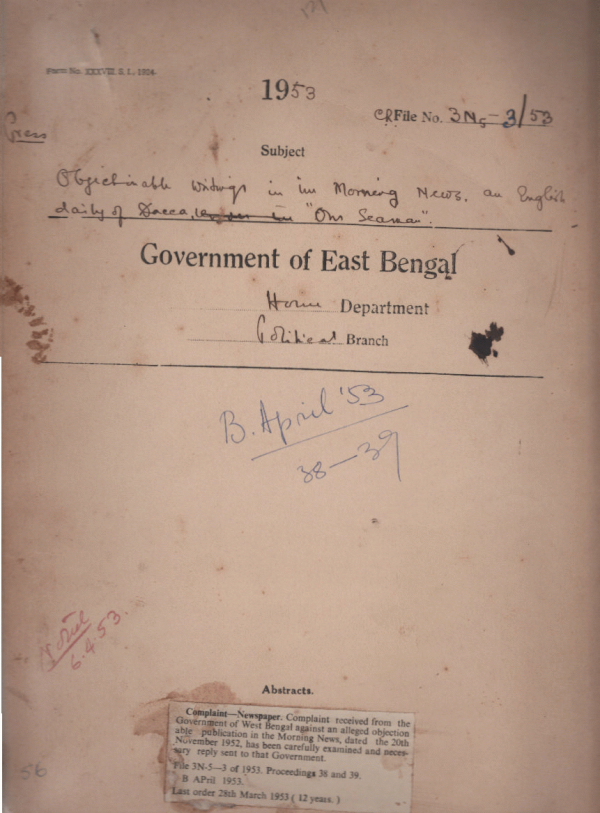 Form No. XXXVIII S. I., 1924.
1953
CR File No. 3N5-3/53
Press
Subject
Objectionable writings in the Morning News, an English
daily of Dacca, "Om Season".
Government of East Bengal
Home Department
Political Branch
B. April '53
38-39
6.4.53.
Abstracts.
Complaint—Newspaper. Complaint received from the
Government of West Bengal against an alleged objection
able publication in the Morning News, dated the 20th
November 1952, has been carefully examined and neces-
sary reply sent to that Government.
File 3N-5—3 of 1953. Proceedings 38 and 39.
B APril 1953.
Last order 28th March 1953 ( 12 years. )
56